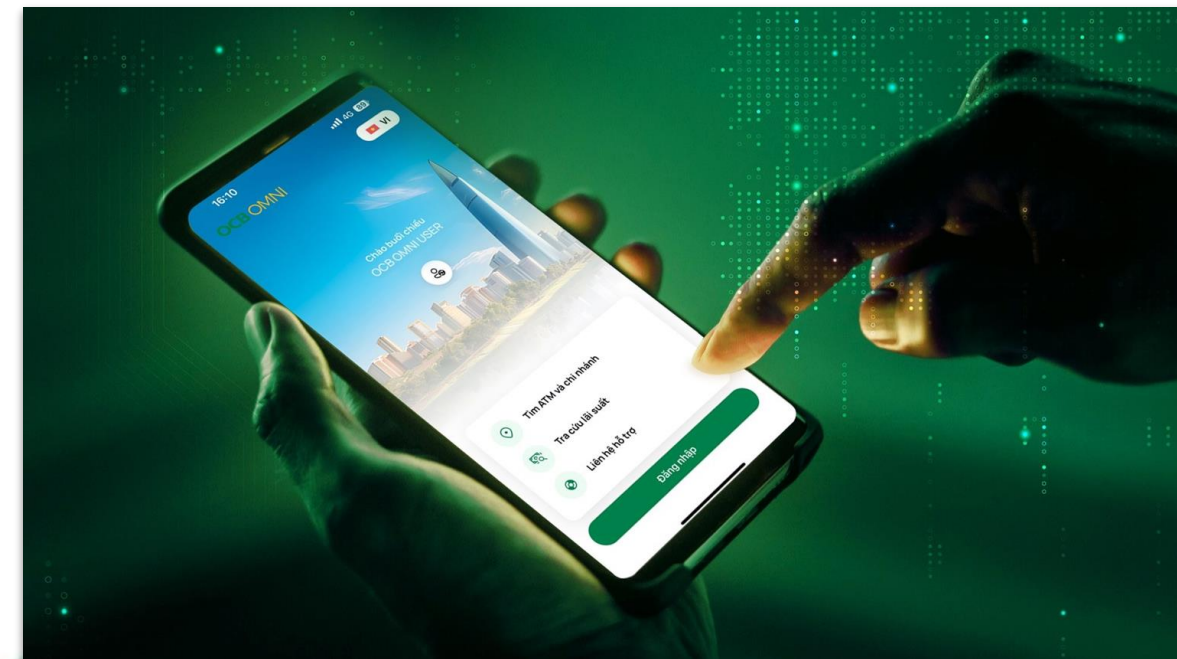 16:10
4G 89
VI
OCB OMNI
Chào buổi chiều
OCB OMNI USER
Tìm ATM và chi nhánh
Tra cứu lãi suất
Liên hệ hỗ trợ
Đăng nhập